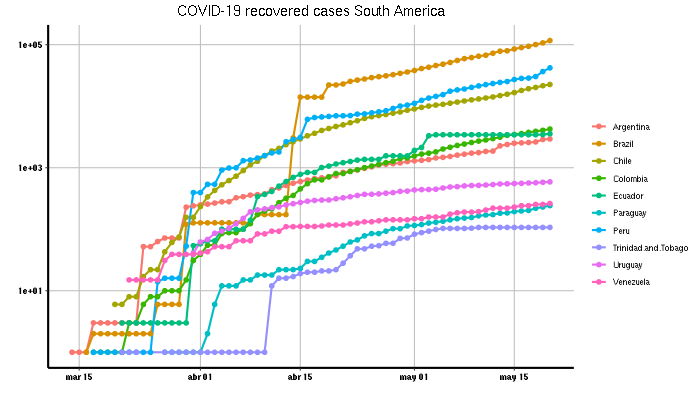 COVID-19 recovered cases South America
1e+05
1e+03
1e+01
mar 15
abr 01
abr 15
may 01
may 15
Argentina
Brazil
Chile
Colombia
Ecuador
Paraguay
Peru
Trinidad.and.Tobago
Uruguay
Venezuela